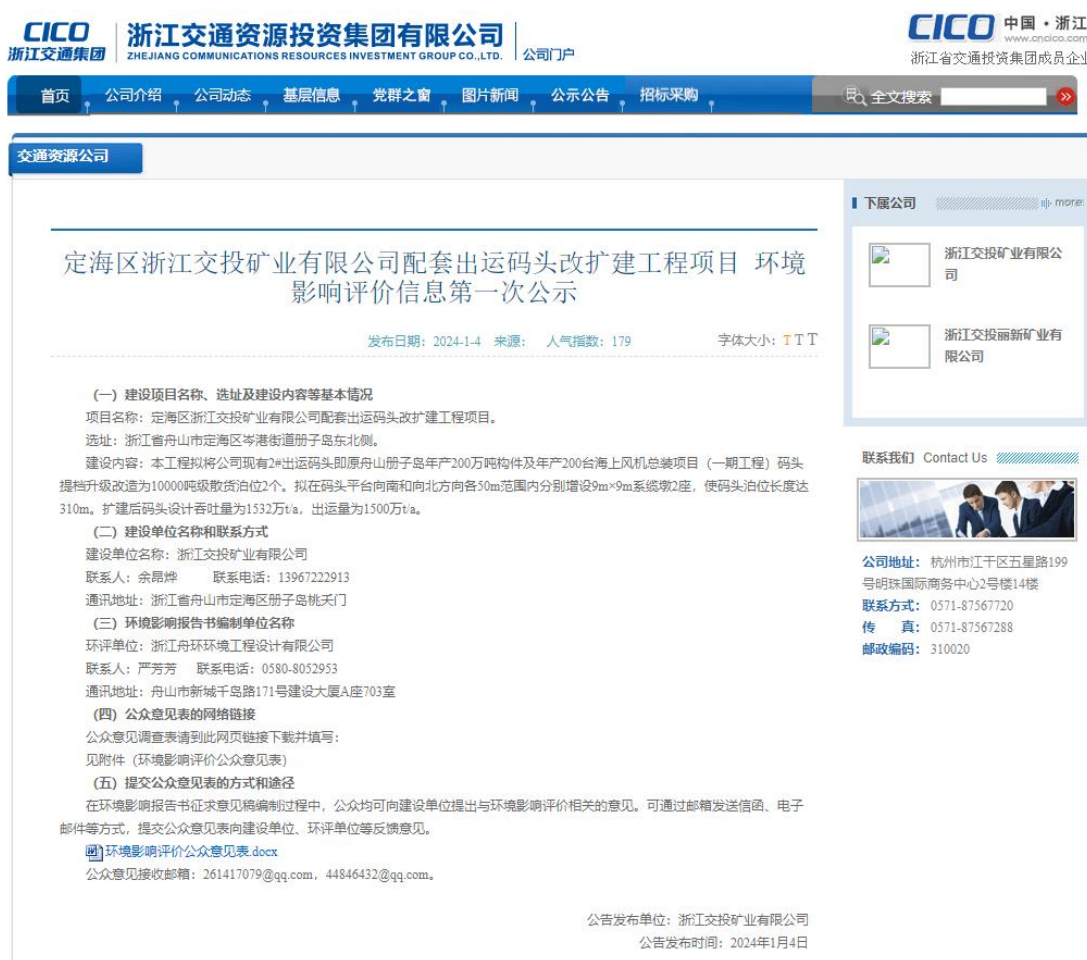 CICO
浙江交通集团
浙江交通资源投资集团有限公司
ZHEJIANG COMMUNICATIONS RESOURCES INVESTMENT GROUP CO.,LTD.
公司门户
CICO 中国·浙江
www.cncico.com
浙江省交通投资集团成员企业
首页 公司介绍 公司动态 基层信息 党群之窗 图片新闻 公示公告 招标采购 全文搜索
交通资源公司
定海区浙江交投矿业有限公司配套出运码头改扩建工程项目 环境
影响评价信息第一次公示
发布日期：2024-1-4 来源： 人气指数：179 字体大小：T T T
（一）建设项目名称、选址及建设内容等基本情况
项目名称：定海区浙江交投矿业有限公司配套出运码头改扩建工程项目。
选址：浙江省舟山市定海区岑港街道册子岛东北侧。
建设内容：本工程拟将公司现有2#出运码头即原舟山册子岛年产200万吨构件及年产200台海上风机总装项目（一期工程）码头
提档升级改造为10000吨级散货泊位2个。拟在码头平台向南和向北方向各50m范围内分别增设9m×9m系缆墩2座，使码头泊位长度达
310m。扩建后码头设计吞吐量为1532万t/a，出运量为1500万t/a。
（二）建设单位名称和联系方式
建设单位名称：浙江交投矿业有限公司
联系人：余昂烨 联系电话：13967222913
通讯地址：浙江省舟山市定海区册子岛桃夭门
（三）环境影响报告书编制单位名称
环评单位：浙江舟环环境工程设计有限公司
联系人：严芳芳 联系电话：0580-8052953
通讯地址：舟山市新城千岛路171号建设大厦A座703室
（四）公众意见表的网络链接
公众意见调查表请到此网页链接下载并填写：
见附件（环境影响评价公众意见表）
（五）提交公众意见表的方式和途径
在环境影响报告书征求意见稿编制过程中，公众均可向建设单位提出与环境影响评价相关的意见。可通过邮箱发送信函、电子
邮件等方式，提交公众意见表向建设单位、环评单位等反馈意见。
环境影响评价公众意见表.docx
公众意见接收邮箱：261417079@qq.com，44846432@qq.com。
公告发布单位：浙江交投矿业有限公司
公告发布时间：2024年1月4日
下属公司 more
浙江交投矿业有限公
司
浙江交投丽新矿业有
限公司
联系我们 Contact Us
公司地址： 杭州市江干区五星路199
号明珠国际商务中心2号楼14楼
联系方式： 0571-87567720
传 真： 0571-87567288
邮政编码： 310020